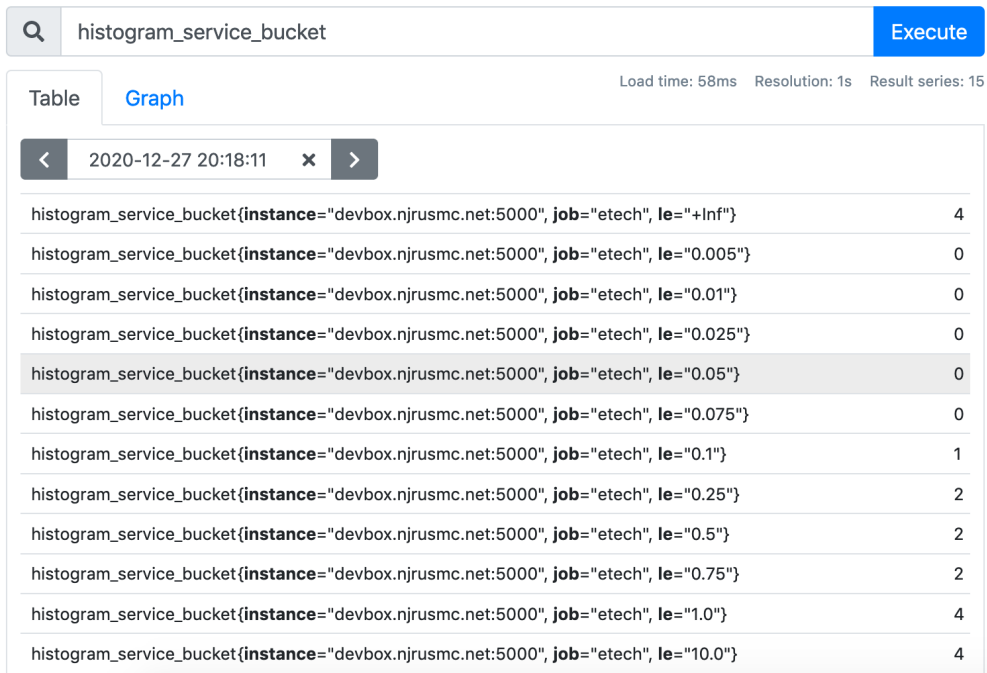 histogram_service_bucket
Execute
Load time: 58ms Resolution: 1s Result series: 15
Table Graph
2020-12-27 20:18:11
histogram_service_bucket{instance="devbox.njrusmc.net:5000", job="etech", le="+Inf"} 4
histogram_service_bucket{instance="devbox.njrusmc.net:5000", job="etech", le="0.005"} 0
histogram_service_bucket{instance="devbox.njrusmc.net:5000", job="etech", le="0.01"} 0
histogram_service_bucket{instance="devbox.njrusmc.net:5000", job="etech", le="0.025"} 0
histogram_service_bucket{instance="devbox.njrusmc.net:5000", job="etech", le="0.05"} 0
histogram_service_bucket{instance="devbox.njrusmc.net:5000", job="etech", le="0.075"} 0
histogram_service_bucket{instance="devbox.njrusmc.net:5000", job="etech", le="0.1"} 1
histogram_service_bucket{instance="devbox.njrusmc.net:5000", job="etech", le="0.25"} 2
histogram_service_bucket{instance="devbox.njrusmc.net:5000", job="etech", le="0.5"} 2
histogram_service_bucket{instance="devbox.njrusmc.net:5000", job="etech", le="0.75"} 2
histogram_service_bucket{instance="devbox.njrusmc.net:5000", job="etech", le="1.0"} 4
histogram_service_bucket{instance="devbox.njrusmc.net:5000", job="etech", le="10.0"} 4